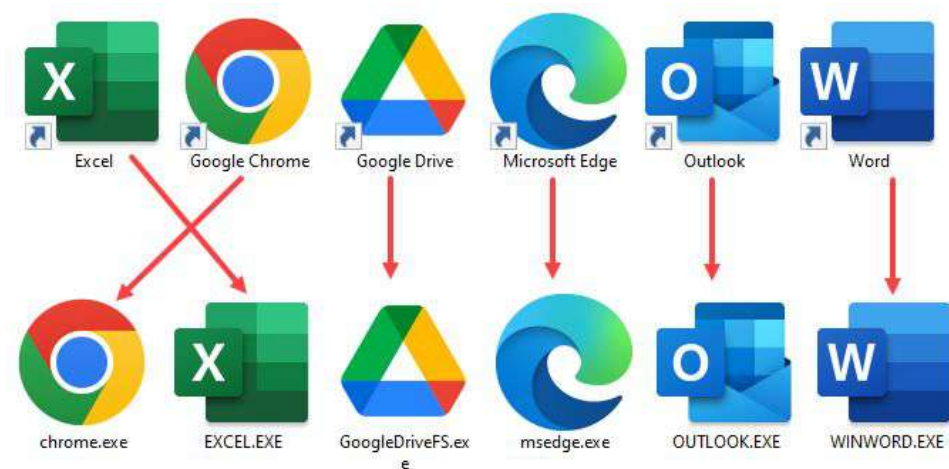 X
O
W
Excel
Google Chrome
Google Drive
Microsoft Edge
Outlook
Word
X
O
W
chrome.exe
EXCEL.EXE
GoogleDriveFS.ex
e
msedge.exe
OUTLOOK.EXE
WINWORD.EXE